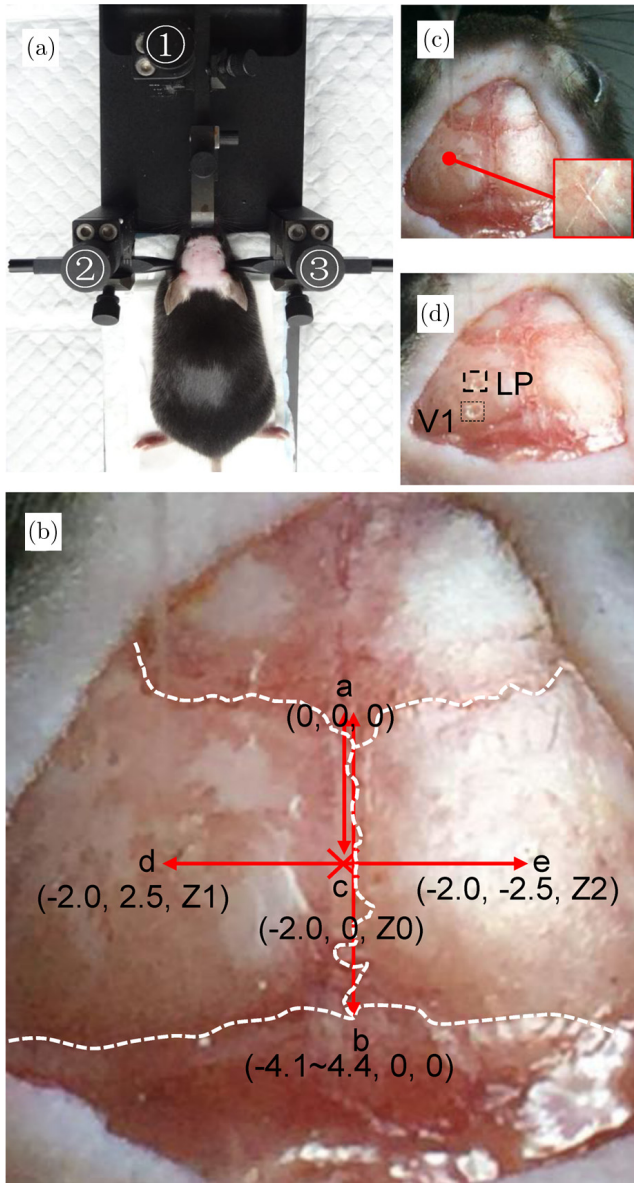 (a)
①
②
③
(c)
(d)
LP
V1
(b)
a
(0, 0, 0)
d
e
(-2.0, 2.5, Z1)
c
(-2.0, -2.5, Z2)
(-2.0, 0, Z0)
b
(-4.1~4.4, 0, 0)